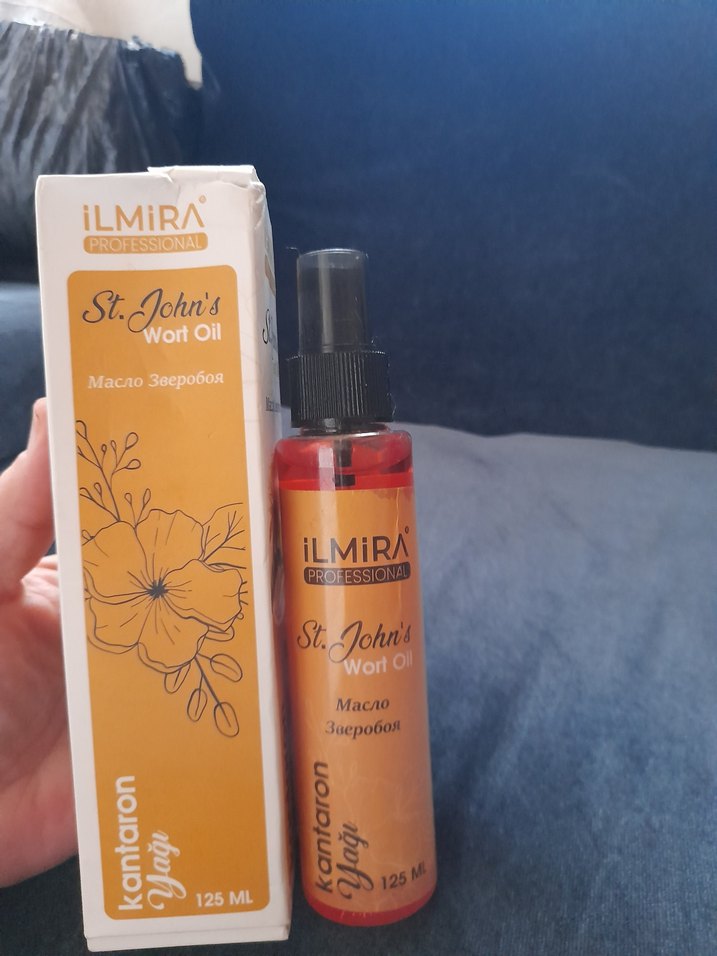 iLMiRA
PROFESSIONAL
St. John's
Wort Oil
Масло Зверобоя
kantaron
Yağı
125 ML
iLMiRA
PROFESSIONAL
St. John's
Wort Oil
Масло
Зверобоя
kantaron
Yağı
125 ML